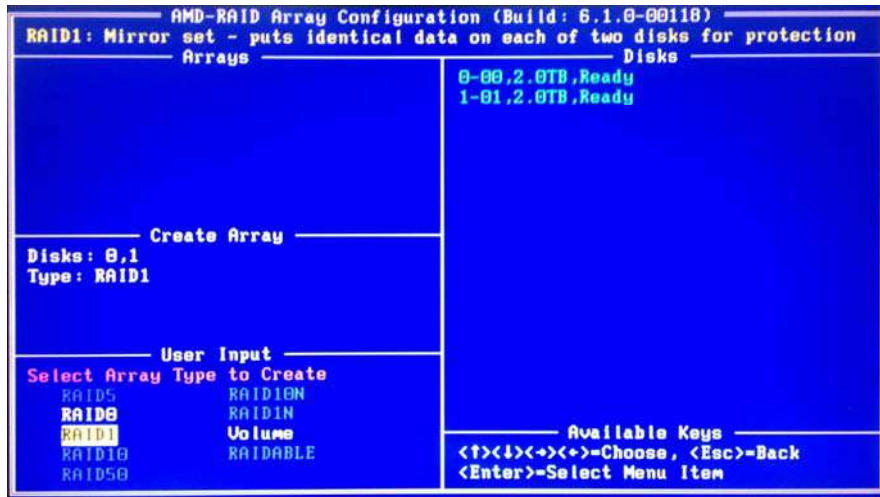 AMD-RAID Array Configuration (Build: 6.1.0-00118)
RAID1: Mirror set - puts identical data on each of two disks for protection
Arrays
Disks
0-00,2.0TB,Ready
1-01,2.0TB,Ready
Create Array
Disks: 0,1
Type: RAID1
User Input
Select Array Type to Create
RAID5 RAID10N
RAID0 RAID1N
RAID1 Volume
RAID10 RAIDABLE
RAID50
Available Keys
<↑><↓><→><←>=Choose, <Esc>=Back
<Enter>=Select Menu Item